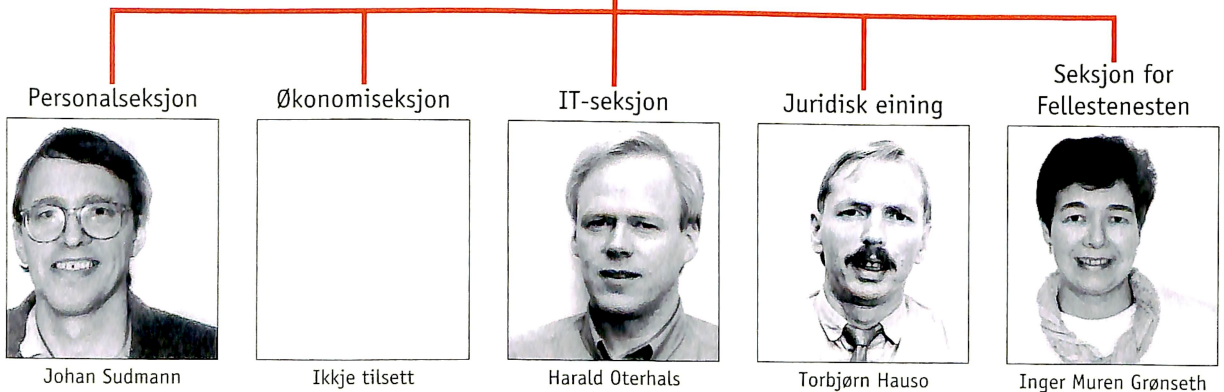 Personalseksjon
Økonomiseksjon
IT-seksjon
Juridisk eining
Seksjon for
Fellestenesten
Johan Sudmann
Ikkje tilsett
Harald Oterhals
Torbjørn Hauso
Inger Muren Grønseth